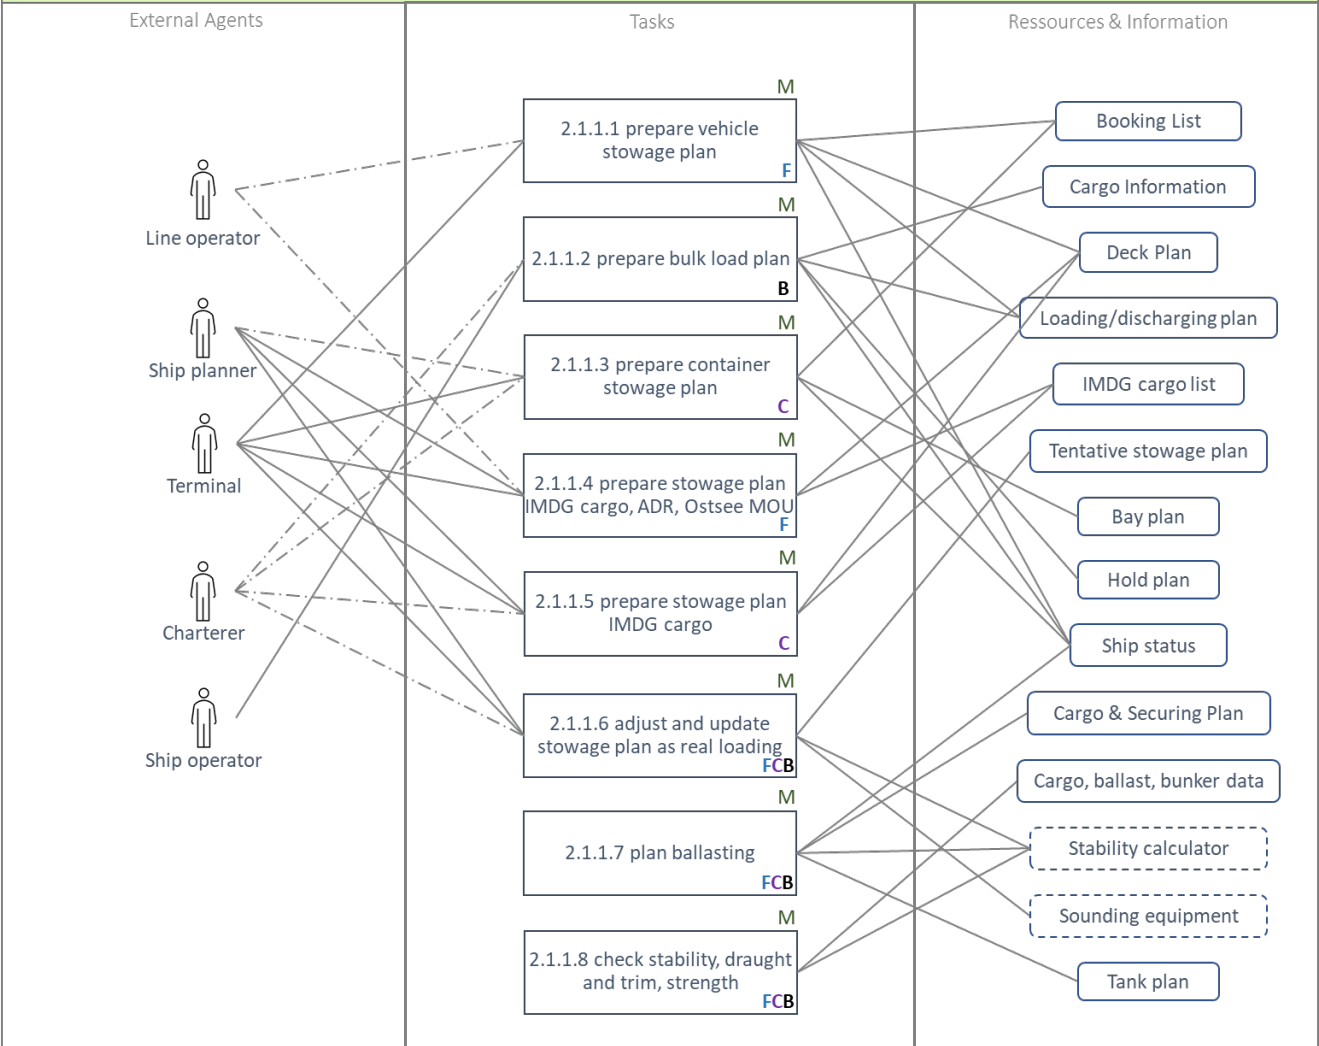 External Agents
Tasks
Ressources & Information
Line operator
Ship planner
Terminal
Charterer
Ship operator
M
2.1.1.1 prepare vehicle
stowage plan
F
M
2.1.1.2 prepare bulk load plan
B
M
2.1.1.3 prepare container
stowage plan
C
M
2.1.1.4 prepare stowage plan
IMDG cargo, ADR, Ostsee MOU
F
M
2.1.1.5 prepare stowage plan
IMDG cargo
C
M
2.1.1.6 adjust and update
stowage plan as real loading
FCB
M
2.1.1.7 plan ballasting
FCB
M
2.1.1.8 check stability, draught
and trim, strength
FCB
Booking List
Cargo Information
Deck Plan
Loading/discharging plan
IMDG cargo list
Tentative stowage plan
Bay plan
Hold plan
Ship status
Cargo & Securing Plan
Cargo, ballast, bunker data
Stability calculator
Sounding equipment
Tank plan